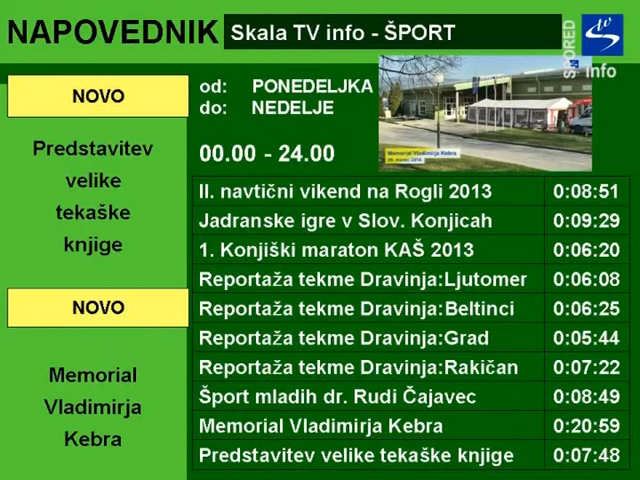 NAPOVEDNIK
Skala TV info - ŠPORT
SPORED
tv
info
NOVO
Predstavitev
velike
tekaške
knjige
NOVO
Memorial
Vladimirja
Kebra
od: PONEDELJKA
do: NEDELJE
00.00 - 24.00
Memorial Vladimirja Kebra
II. navtični vikend na Rogli 2013 0:08:51
Jadranske igre v Slov. Konjicah 0:09:29
1. Konjiški maraton KAŠ 2013 0:06:20
Reportaža tekme Dravinja:Ljutomer 0:06:08
Reportaža tekme Dravinja:Beltinci 0:06:25
Reportaža tekme Dravinja:Grad 0:05:44
Reportaža tekme Dravinja:Rakičan 0:07:22
Šport mladih dr. Rudi Čajavec 0:08:49
Memorial Vladimirja Kebra 0:20:59
Predstavitev velike tekaške knjige 0:07:48